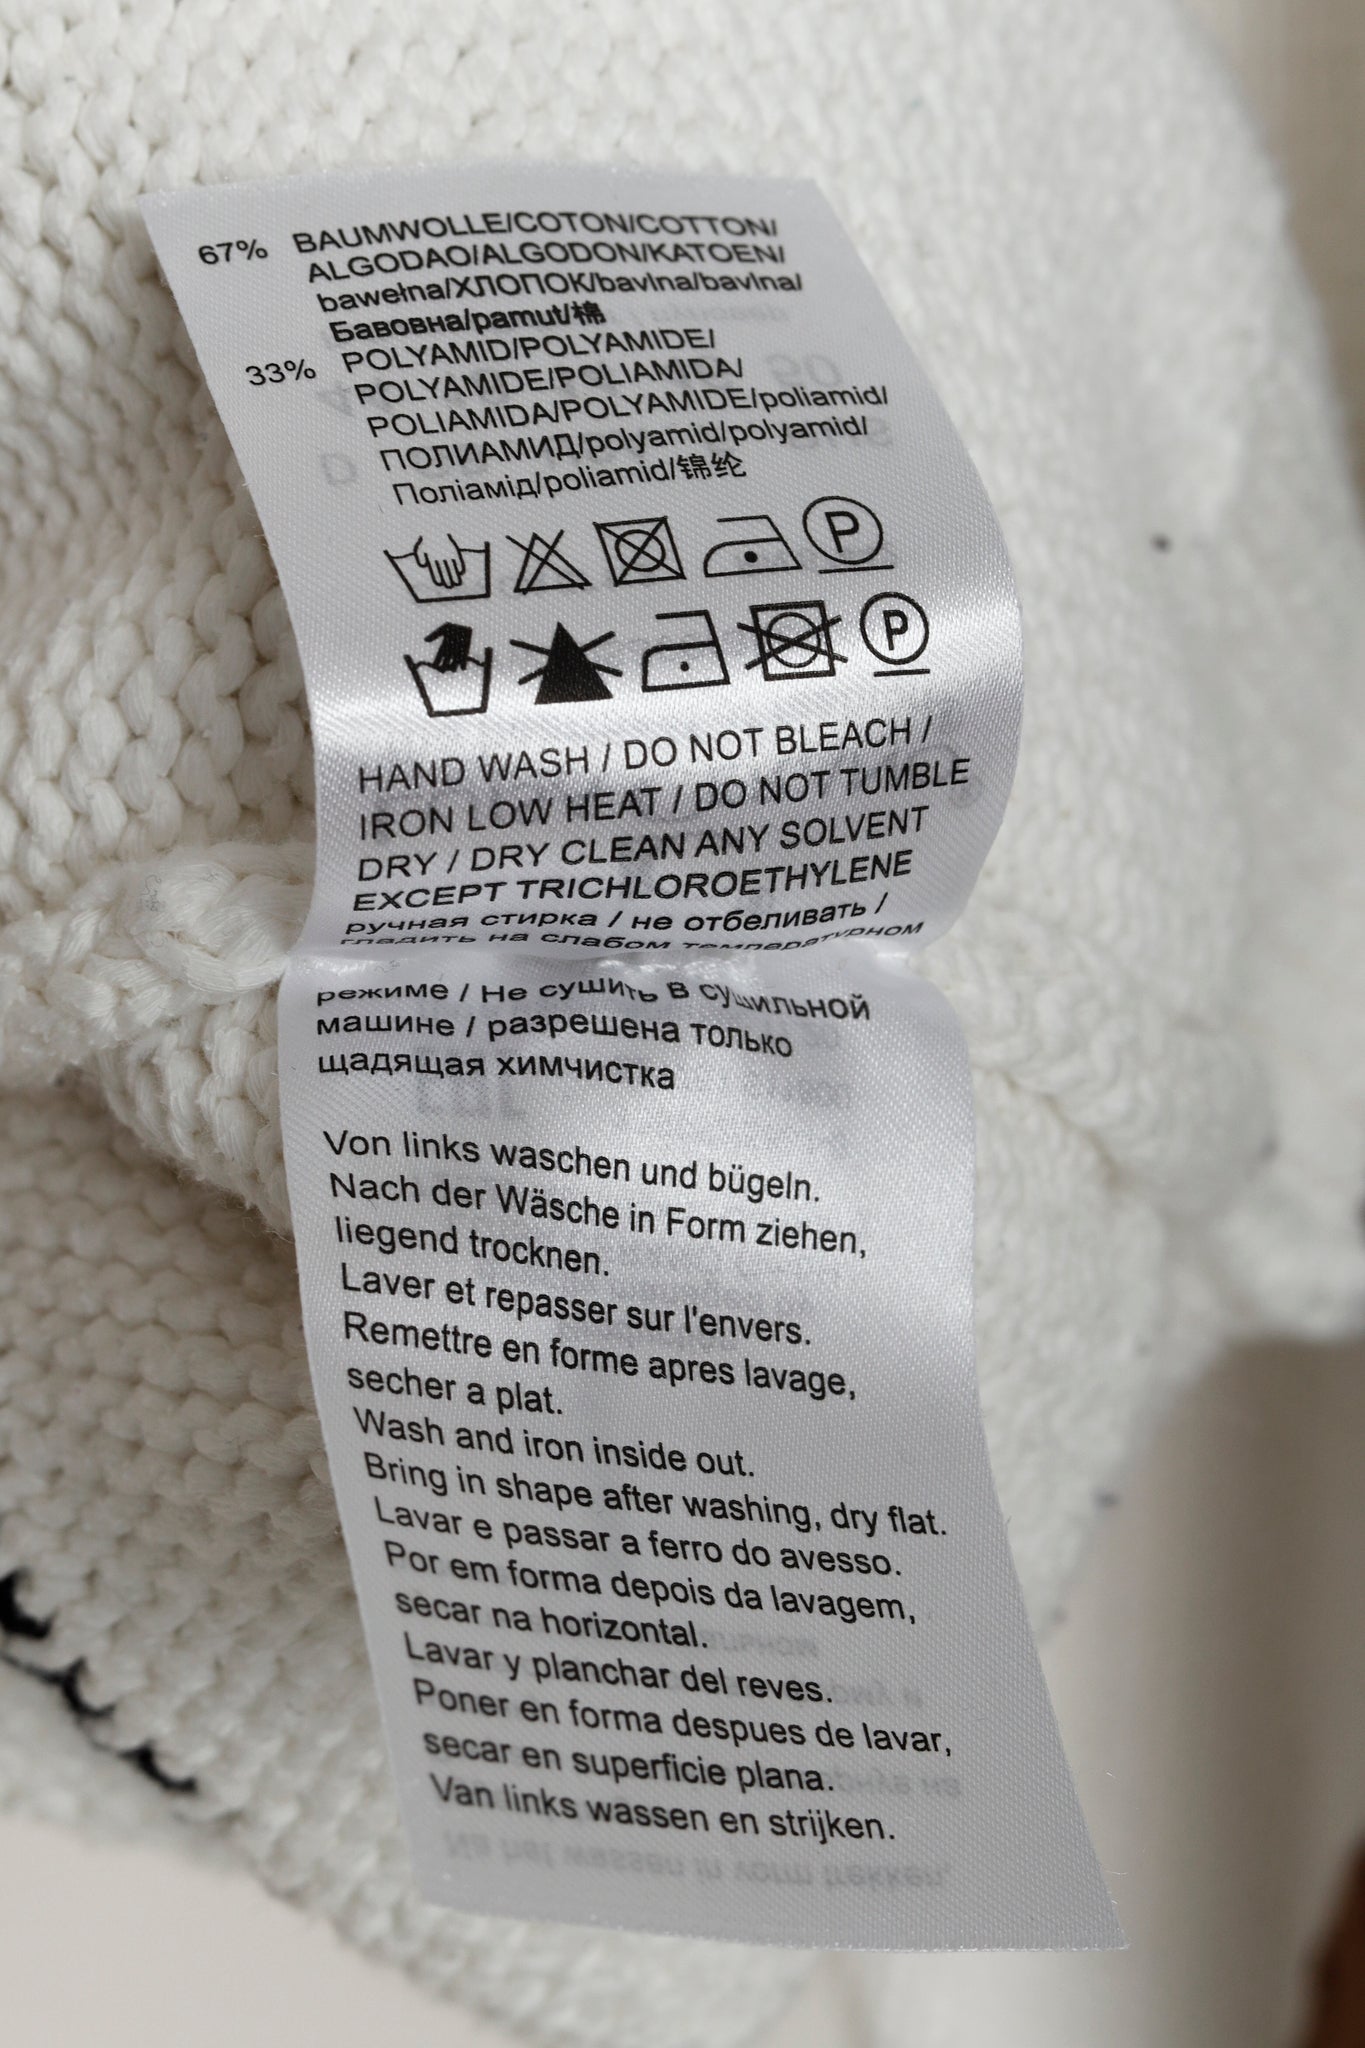 67% BAUMWOLLE/COTON/COTTON/
ALGODAO/ALGODON/KATOEN/
bawełna/ХЛОПОК/bavlna/bavlna/
Бавовна/pamut/棉
33% POLYAMID/POLYAMIDE/
POLYAMIDE/POLIAMIDA/
POLIAMIDA/POLYAMIDE/poliamid/
ПОЛИАМИД/polyamid/polyamid/
Поліамід/poliamid/锦纶
P
P
HAND WASH / DO NOT BLEACH /
IRON LOW HEAT / DO NOT TUMBLE
DRY / DRY CLEAN ANY SOLVENT
EXCEPT TRICHLOROETHYLENE
ручная стирка / не отбеливать /
гладить на слабом температурном
режиме / Не сушить в сушильной
машине / разрешена только
щадящая химчистка
Von links waschen und bügeln.
Nach der Wäsche in Form ziehen,
liegend trocknen.
Laver et repasser sur l'envers.
Remettre en forme apres lavage,
secher a plat.
Wash and iron inside out.
Bring in shape after washing, dry flat.
Lavar e passar a ferro do avesso.
Por em forma depois da lavagem,
secar na horizontal.
Lavar y planchar del reves.
Poner en forma despues de lavar,
secar en superficie plana.
Van links wassen en strijken.